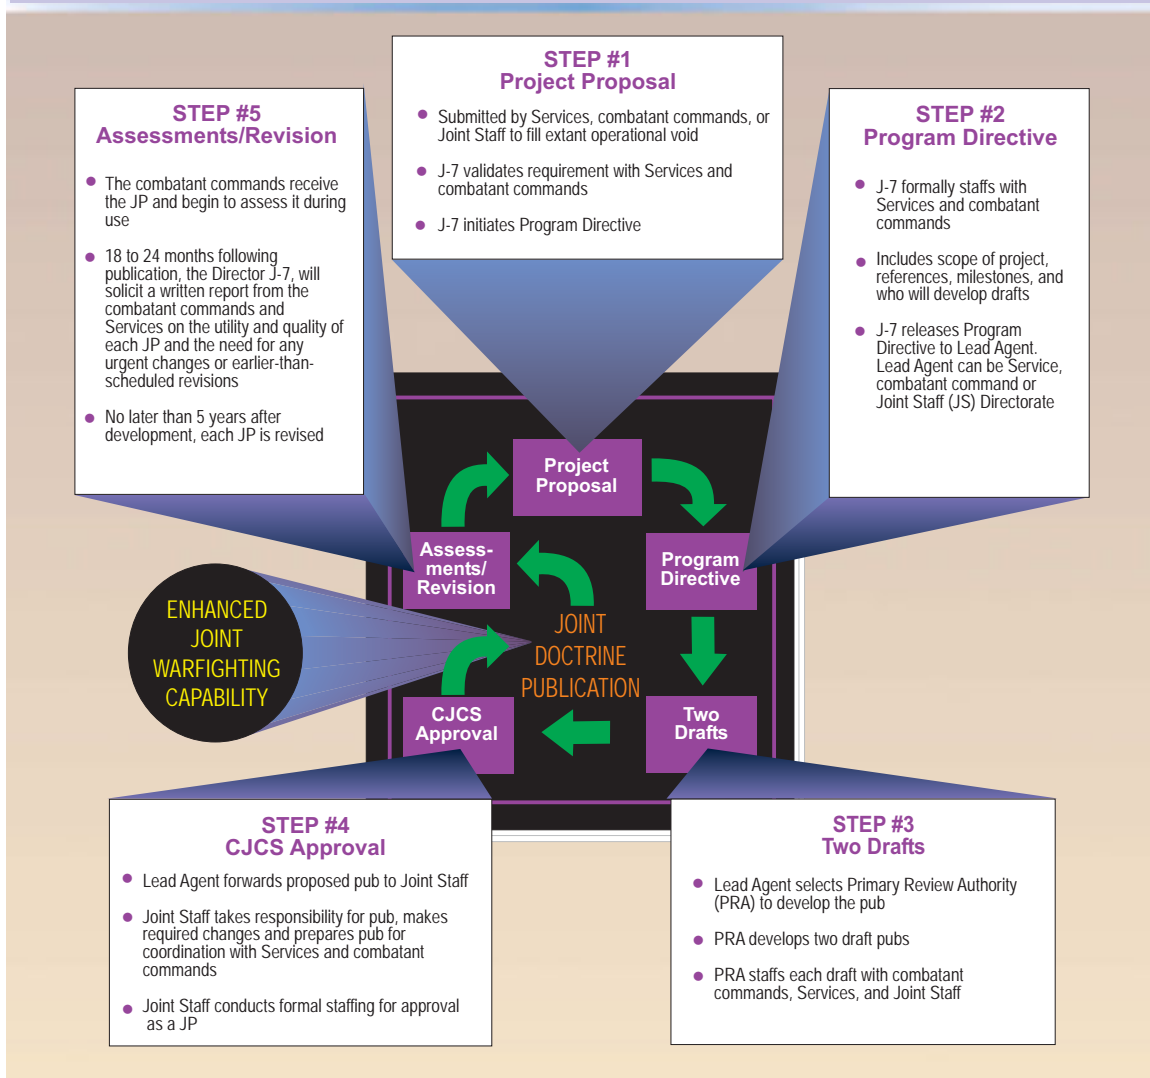 STEP #1
Project Proposal
• Submitted by Services, combatant commands, or
Joint Staff to fill extant operational void
• J-7 validates requirement with Services and
combatant commands
• J-7 initiates Program Directive
STEP #5
Assessments/Revision
• The combatant commands receive
the JP and begin to assess it during
use
• 18 to 24 months following
publication, the Director J-7, will
solicit a written report from the
combatant commands and
Services on the utility and quality of
each JP and the need for any
urgent changes or earlier-than-
scheduled revisions
• No later than 5 years after
development, each JP is revised
STEP #2
Program Directive
• J-7 formally staffs with
Services and combatant
commands
• Includes scope of project,
references, milestones, and
who will develop drafts
• J-7 releases Program
Directive to Lead Agent.
Lead Agent can be Service,
combatant command or
Joint Staff (JS) Directorate
Project
Proposal
Assess-
ments/
Revision
Program
Directive
ENHANCED
JOINT
WARFIGHTING
CAPABILITY
JOINT
DOCTRINE
PUBLICATION
CJCS
Approval
Two
Drafts
STEP #4
CJCS Approval
• Lead Agent forwards proposed pub to Joint Staff
• Joint Staff takes responsibility for pub, makes
required changes and prepares pub for
coordination with Services and combatant
commands
• Joint Staff conducts formal staffing for approval
as a JP
STEP #3
Two Drafts
• Lead Agent selects Primary Review Authority
(PRA) to develop the pub
• PRA develops two draft pubs
• PRA staffs each draft with combatant
commands, Services, and Joint Staff